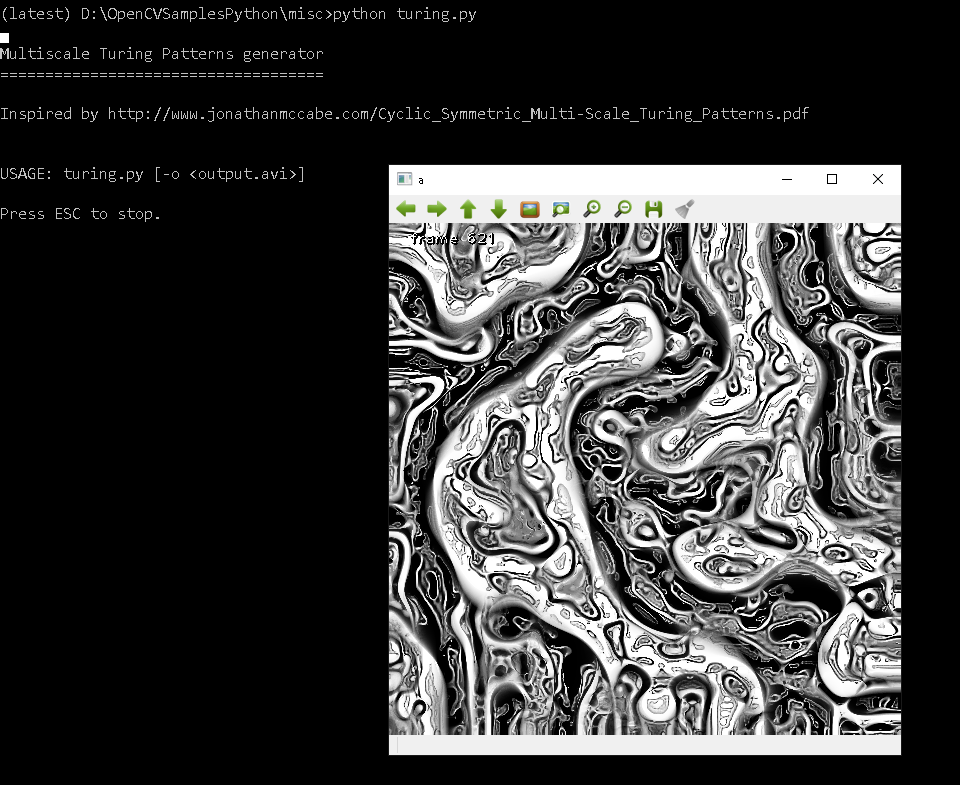 (latest) D:\OpenCVSamplesPython\misc>python turing.py
Multiscale Turing Patterns generator
====================================
Inspired by http://www.jonathanmccabe.com/Cyclic_Symmetric_Multi-Scale_Turing_Patterns.pdf
USAGE: turing.py [-o <output.avi>]
Press ESC to stop.
a
frame 621